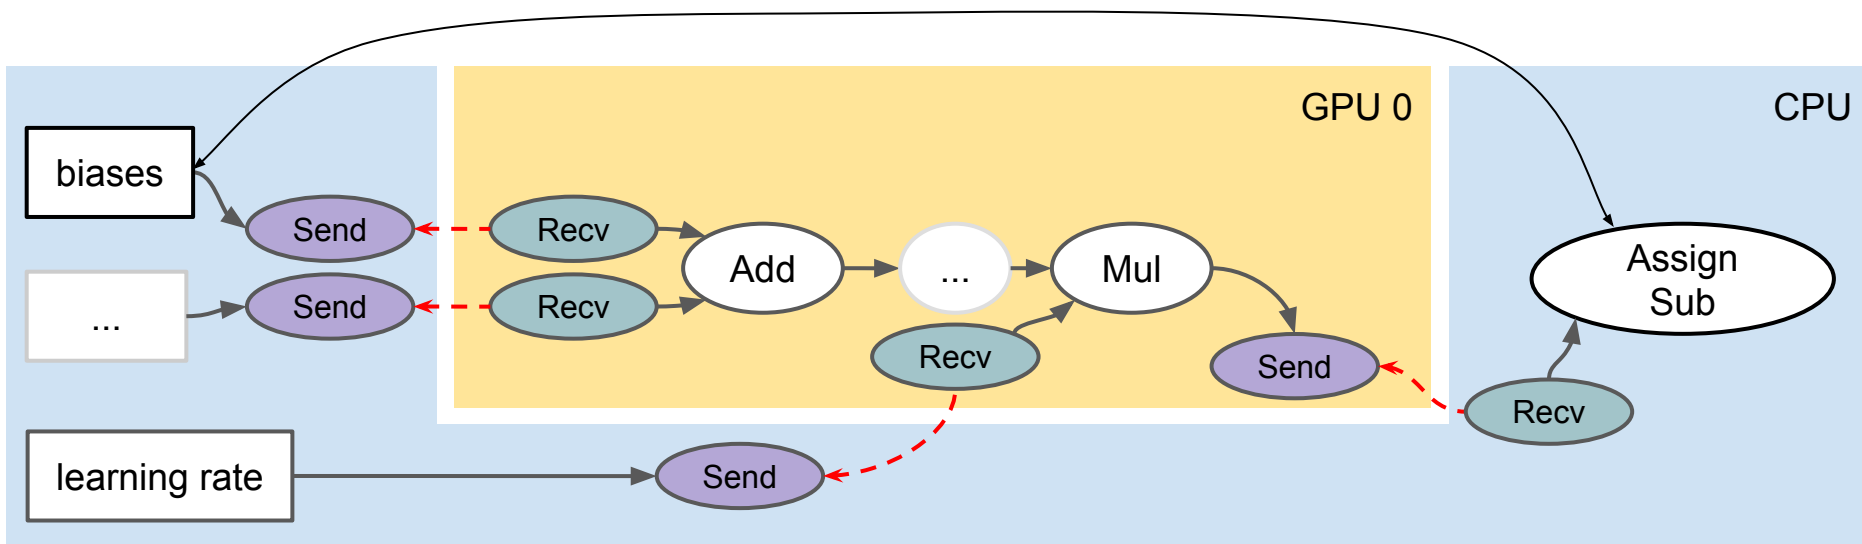 GPU 0
CPU
biases
Send
Recv
Add
...
Mul
Assign
Sub
...
Send
Recv
Recv
Send
Recv
learning rate
Send